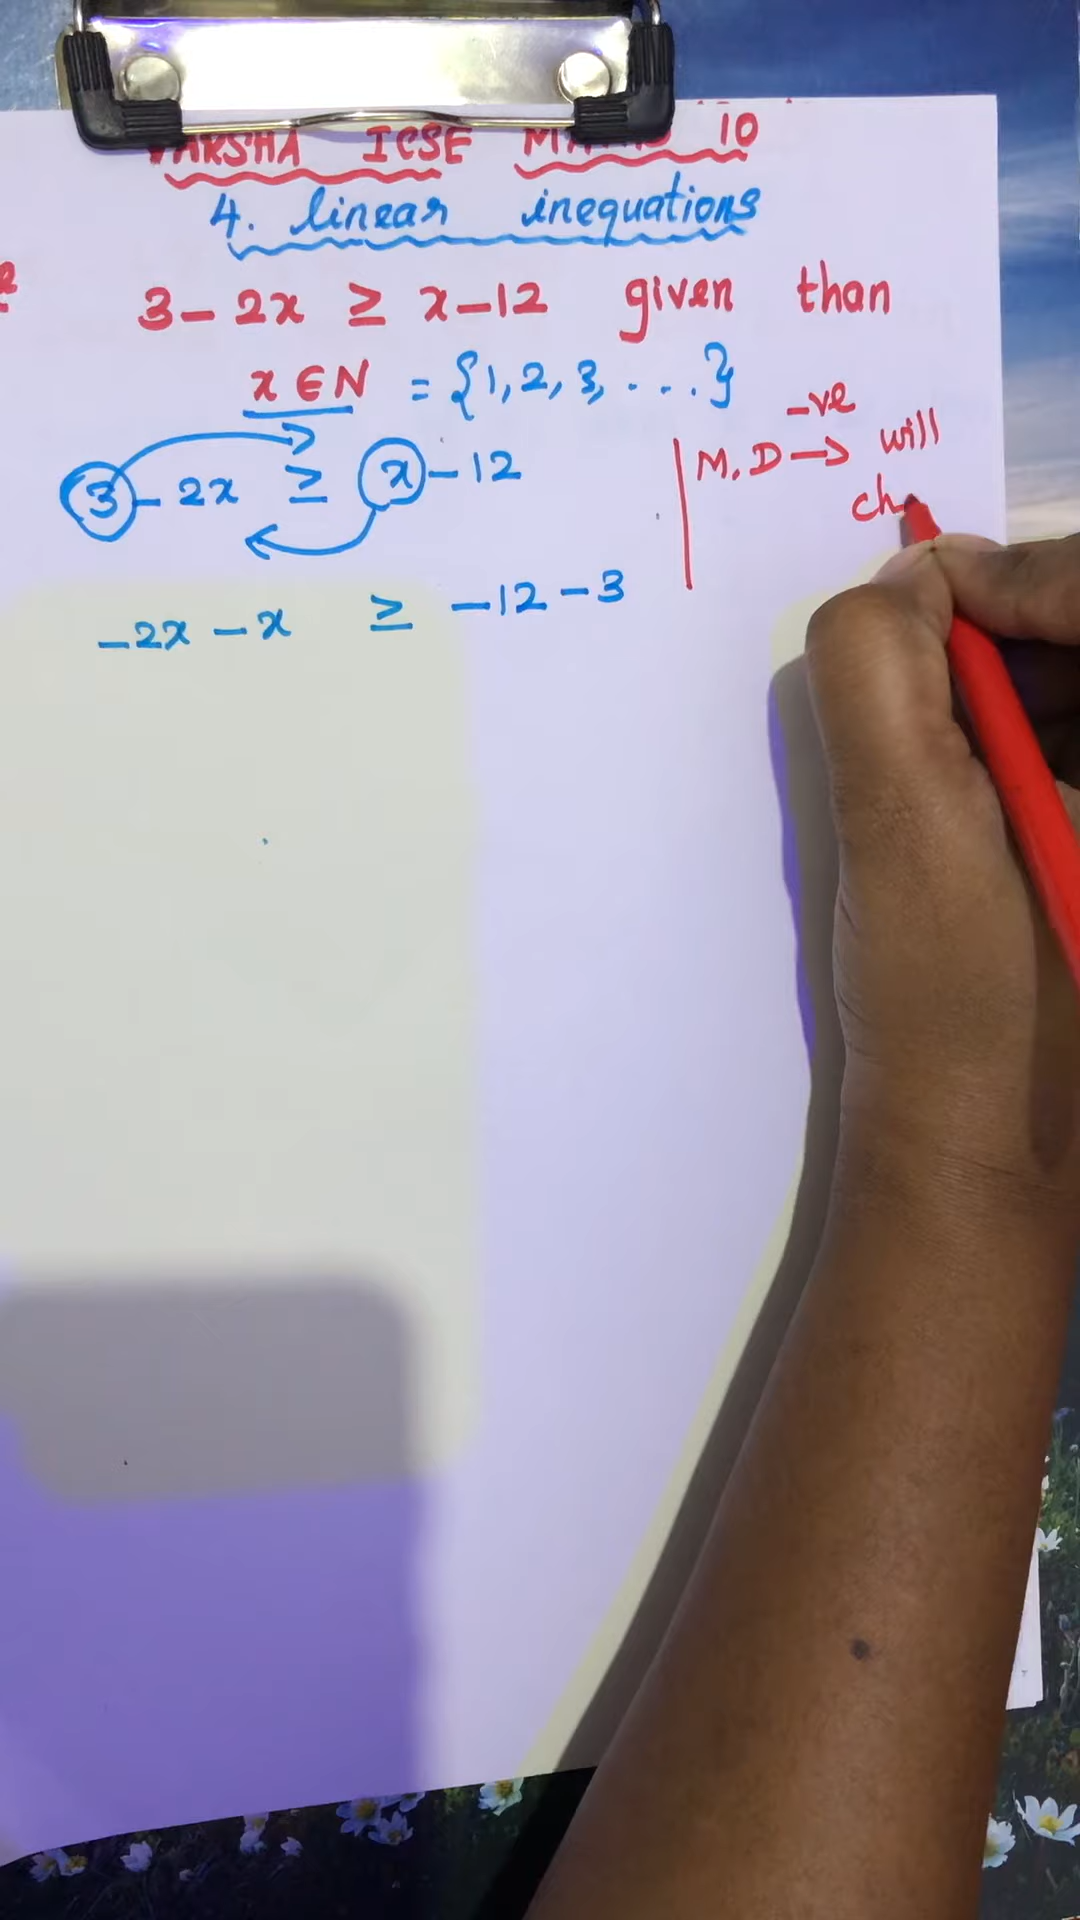 ICSE 10
4. linear inequations
3 - 2x ≥ x - 12 given than
x ∈ N = {1, 2, 3, ....}
3 - 2x ≥ x - 12
M, D → -ve will
-2x - x ≥ -12 - 3